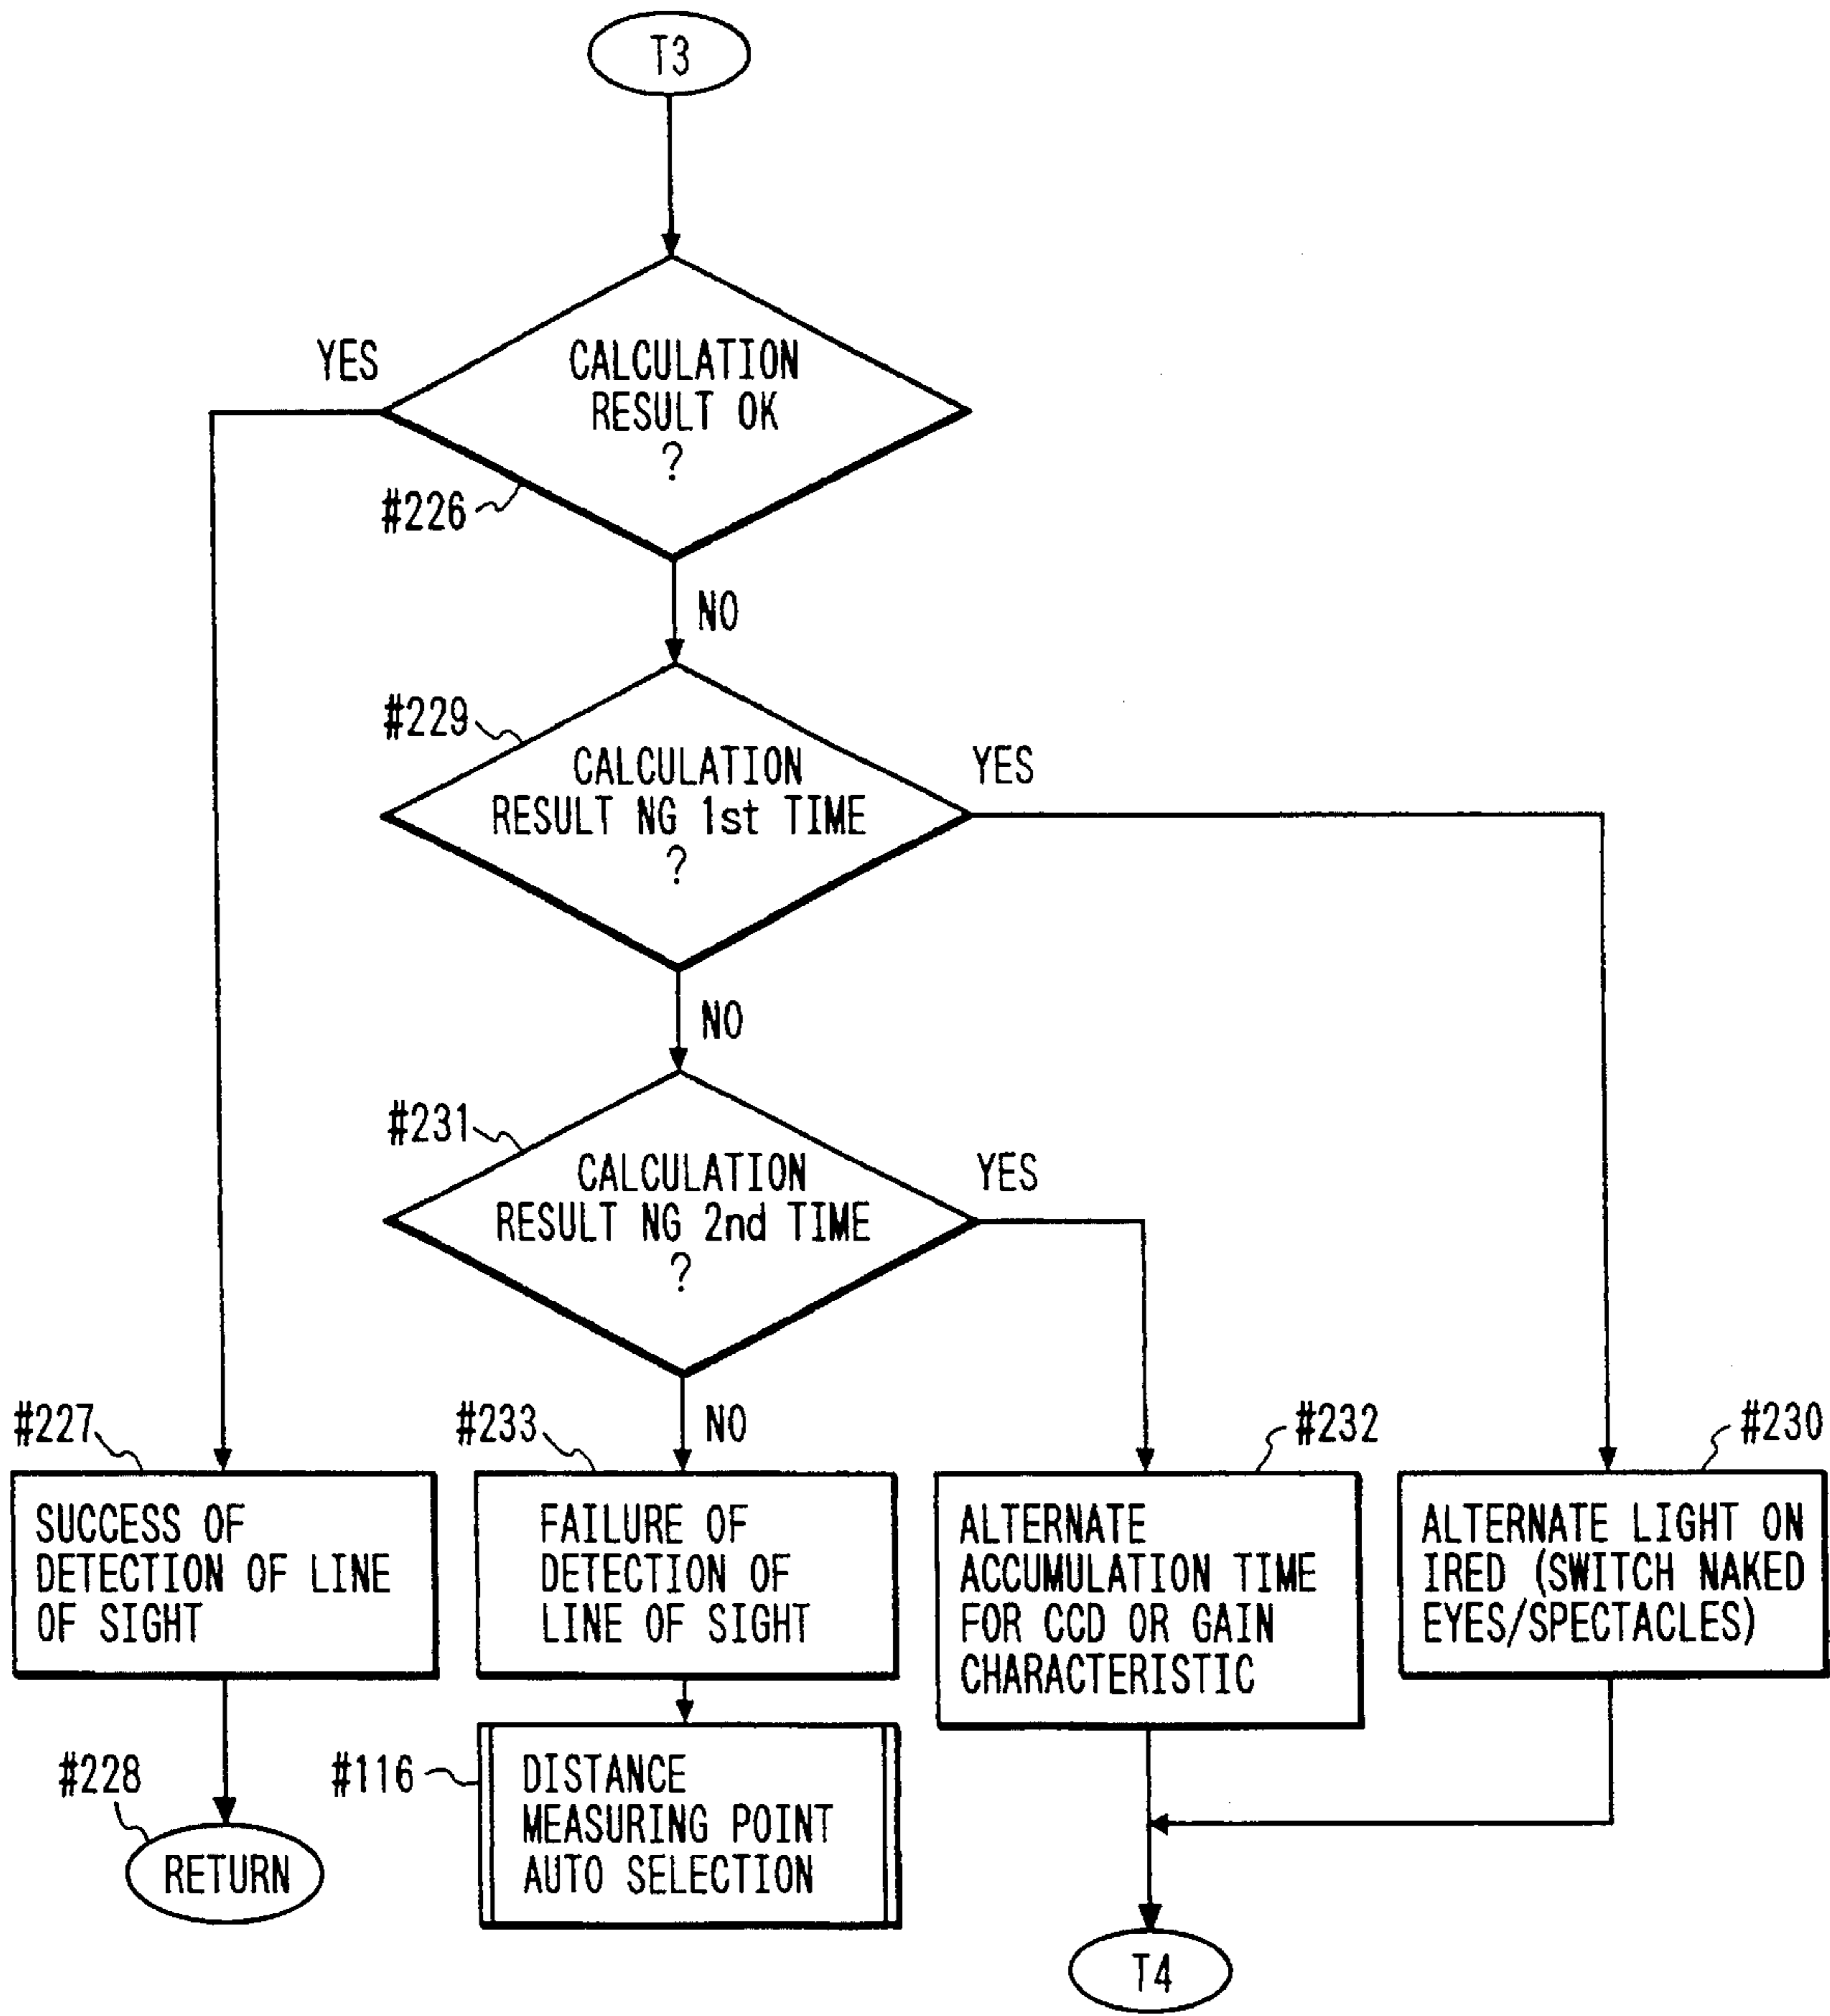 T3
YES
CALCULATION
RESULT OK
?
#226
NO
#229
CALCULATION
RESULT NG 1st TIME
?
YES
NO
#231
CALCULATION
RESULT NG 2nd TIME
?
YES
NO
#227
SUCCESS OF
DETECTION OF LINE
OF SIGHT
#233
FAILURE OF
DETECTION OF
LINE OF SIGHT
#232
ALTERNATE
ACCUMULATION TIME
FOR CCD OR GAIN
CHARACTERISTIC
#230
ALTERNATE LIGHT ON
IRED (SWITCH NAKED
EYES/SPECTACLES)
#228
RETURN
#116
DISTANCE
MEASURING POINT
AUTO SELECTION
T4